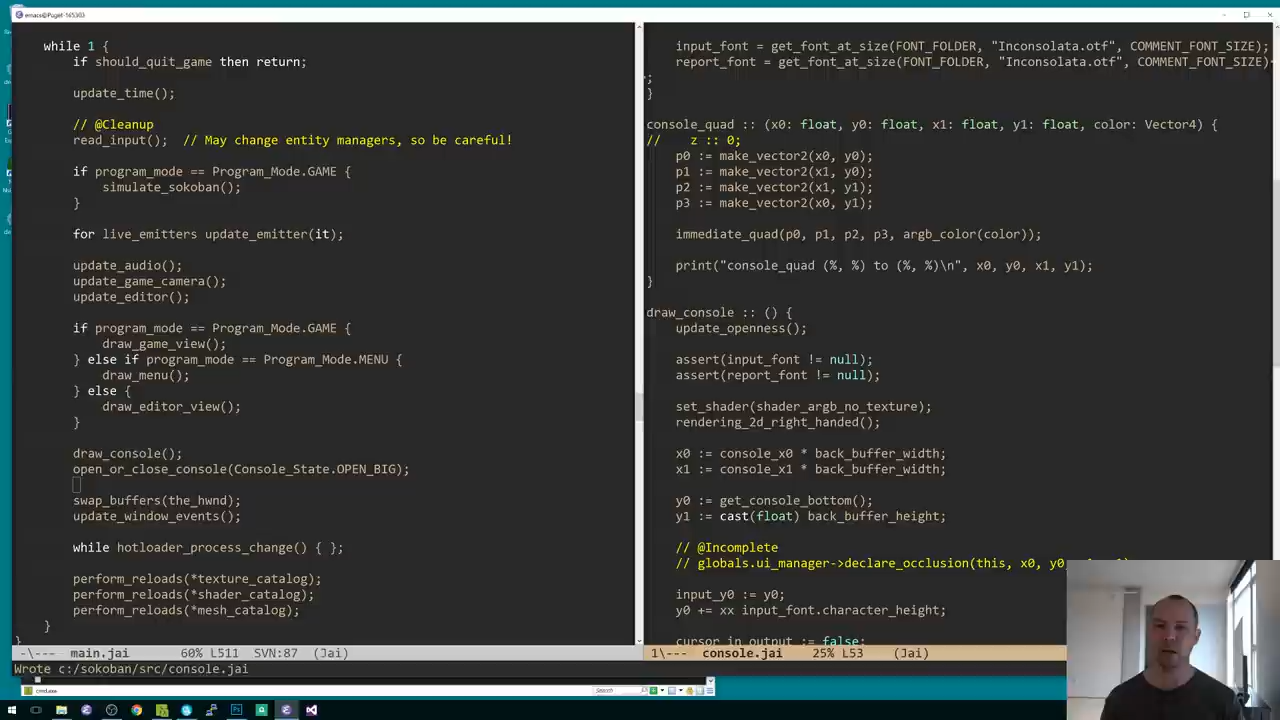 emacs@Puget-165303
while 1 {
if should_quit_game then return;
update_time();
// @Cleanup
read_input();  // May change entity managers, so be careful!
if program_mode == Program_Mode.GAME {
simulate_sokoban();
}
for live_emitters update_emitter(it);
update_audio();
update_game_camera();
update_editor();
if program_mode == Program_Mode.GAME {
draw_game_view();
} else if program_mode == Program_Mode.MENU {
draw_menu();
} else {
draw_editor_view();
}
draw_console();
open_or_close_console(Console_State.OPEN_BIG);
swap_buffers(the_hwnd);
update_window_events();
while hotloader_process_change() { };
perform_reloads(*texture_catalog);
perform_reloads(*shader_catalog);
perform_reloads(*mesh_catalog);
}
}
-\--- main.jai 60% L511 SVN:87 (Jai)
input_font = get_font_at_size(FONT_FOLDER, "Inconsolata.otf", COMMENT_FONT_SIZE);
report_font = get_font_at_size(FONT_FOLDER, "Inconsolata.otf", COMMENT_FONT_SIZE)
;
}
console_quad :: (x0: float, y0: float, x1: float, y1: float, color: Vector4) {
//    z :: 0;
p0 := make_vector2(x0, y0);
p1 := make_vector2(x1, y0);
p2 := make_vector2(x1, y1);
p3 := make_vector2(x0, y1);
immediate_quad(p0, p1, p2, p3, argb_color(color));
print("console_quad (%, %) to (%, %)\n", x0, y0, x1, y1);
}
draw_console :: () {
update_openness();
assert(input_font != null);
assert(report_font != null);
set_shader(shader_argb_no_texture);
rendering_2d_right_handed();
x0 := console_x0 * back_buffer_width;
x1 := console_x1 * back_buffer_width;
y0 := get_console_bottom();
y1 := cast(float) back_buffer_height;
// @Incomplete
// globals.ui_manager->declare_occlusion(this, x0, y0,
input_y0 := y0;
y0 += xx input_font.character_height;
cursor_in_output := false;
1\--- console.jai 25% L53 (Jai)
Wrote c:/sokoban/src/console.jai
cmd.exe
Search